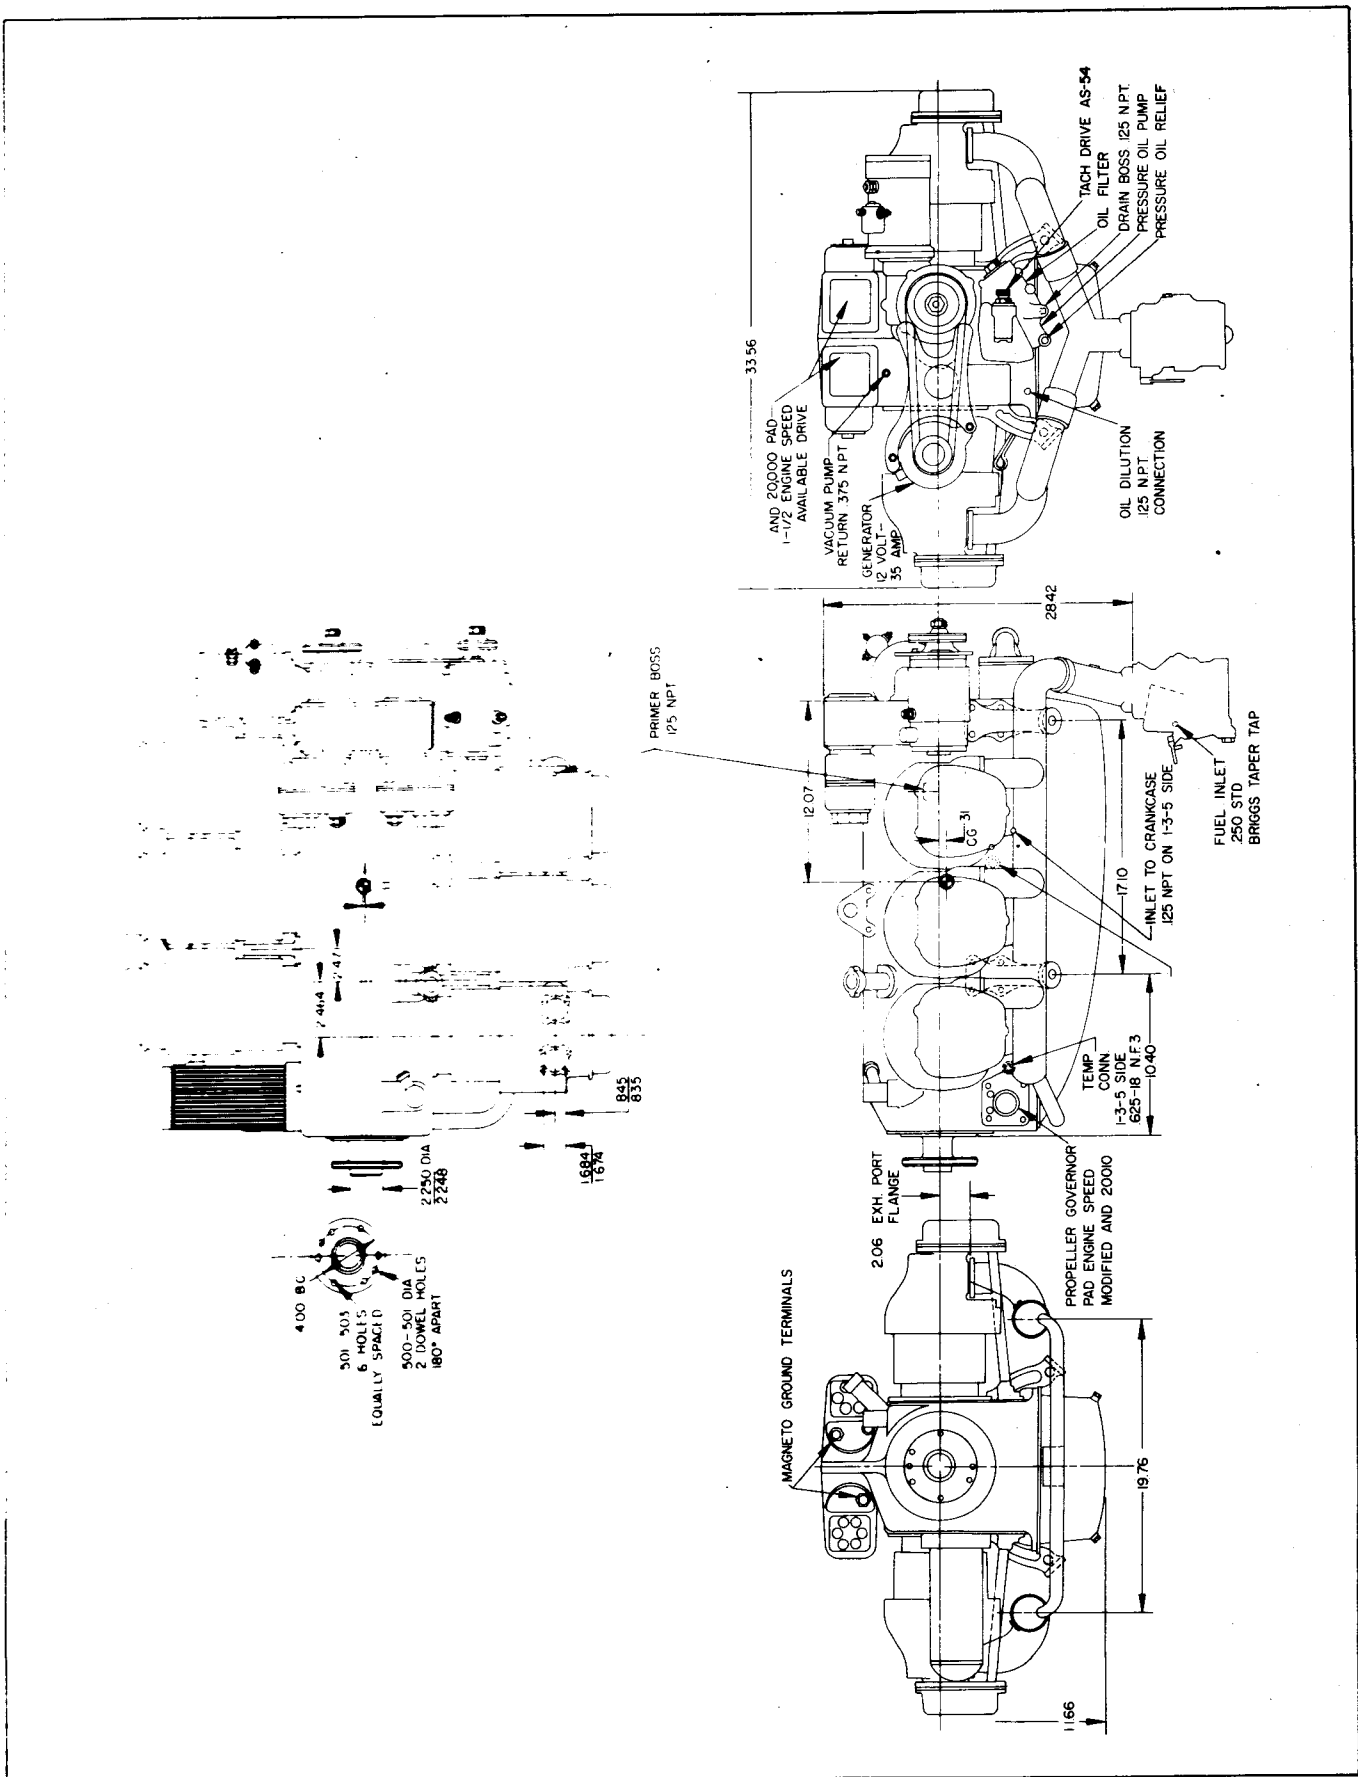 4.00 B.C.
.501 .503
6 HOLES
EQUALLY SPACED
.500-.501 DIA
2 DOWEL HOLES
180° APART
2.250 DIA
2.248
2.464
2.471
.845
.835
1.684
1.674
PRIMER BOSS
.125 NPT
MAGNETO GROUND TERMINALS
11.66
19.76
2.06 EXH. PORT
FLANGE
PROPELLER GOVERNOR
PAD ENGINE SPEED
MODIFIED AND 20010
TEMP
CONN.
1-3-5 SIDE
.625-18 N.F.3
10.40
17.10
12.07
CG
.31
INLET TO CRANKCASE
.125 NPT ON 1-3-5 SIDE
FUEL INLET
.250 STD
BRIGGS TAPER TAP
28.42
33.56
AND 20,000 PAD
1-1/2 ENGINE SPEED
AVAILABLE DRIVE
VACUUM PUMP
RETURN .375 N.P.T
GENERATOR
12 VOLT-
35 AMP
OIL DILUTION
.125 N.P.T.
CONNECTION
TACH DRIVE AS-54
OIL FILTER
DRAIN BOSS .125 N.P.T.
PRESSURE OIL PUMP
PRESSURE OIL RELIEF